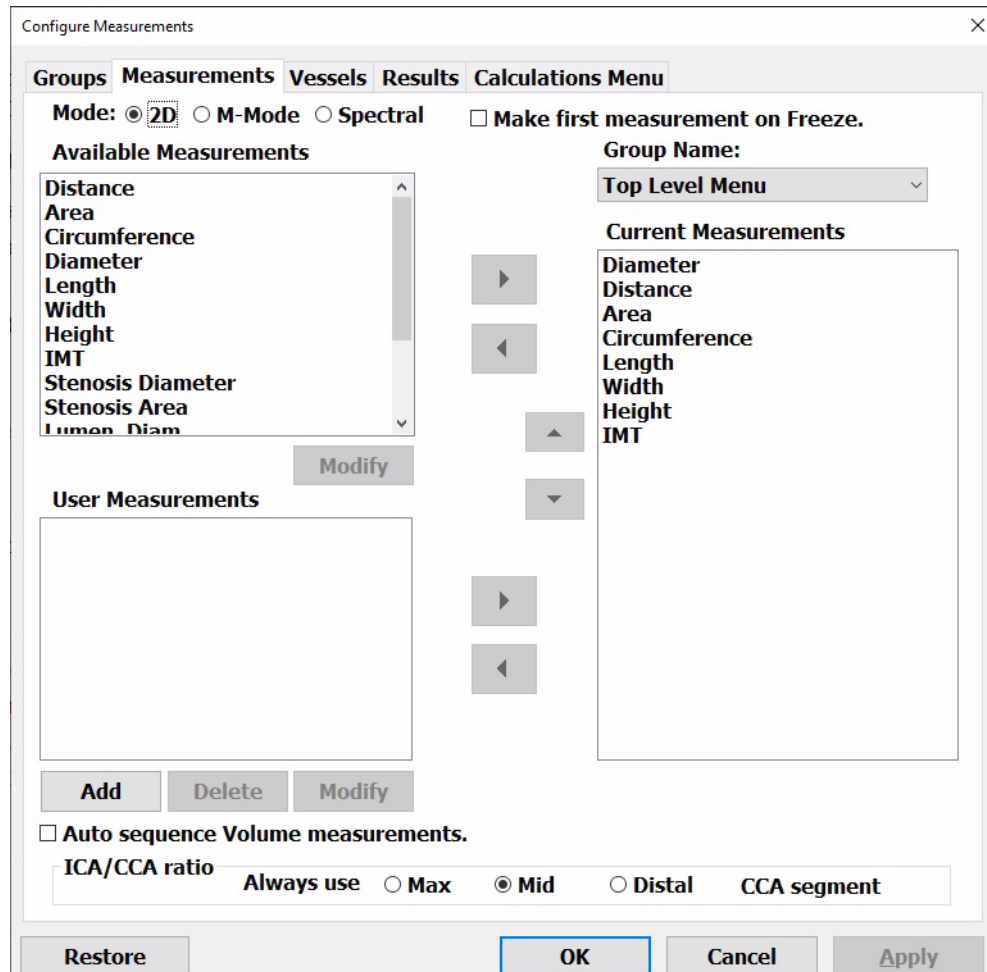 Configure Measurements
Groups Measurements Vessels Results Calculations Menu
Mode: 2D M-Mode Spectral
Make first measurement on Freeze.
Available Measurements
Distance
Area
Circumference
Diameter
Length
Width
Height
IMT
Stenosis Diameter
Stenosis Area
Lumen. Diam
Modify
Group Name:
Top Level Menu
Current Measurements
Diameter
Distance
Area
Circumference
Length
Width
Height
IMT
User Measurements
Add Delete Modify
Auto sequence Volume measurements.
ICA/CCA ratio
Always use Max Mid Distal CCA segment
Restore OK Cancel Apply